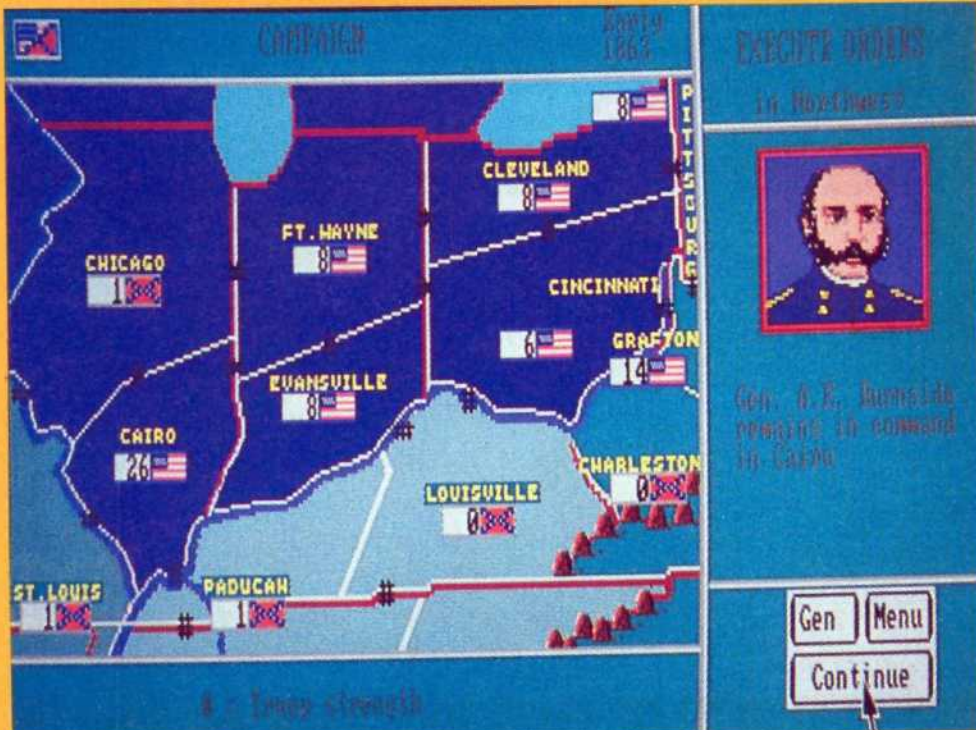 CAMPAIGN
Early
1863
EXECUTE ORDERS
in Northwest
8
PITTSBURG
CLEVELAND
8
FT.WAYNE
8
CHICAGO
1
CINCINNATI
6
GRAFTON
14
EVANSVILLE
8
CAIRO
26
CHARLESTON
0
LOUISVILLE
0
ST.LOUIS
1
PADUCAH
1
Gen. A.E. Burnside
remains in command
in Cairo
# = Troop strength
Gen
Menu
Continue